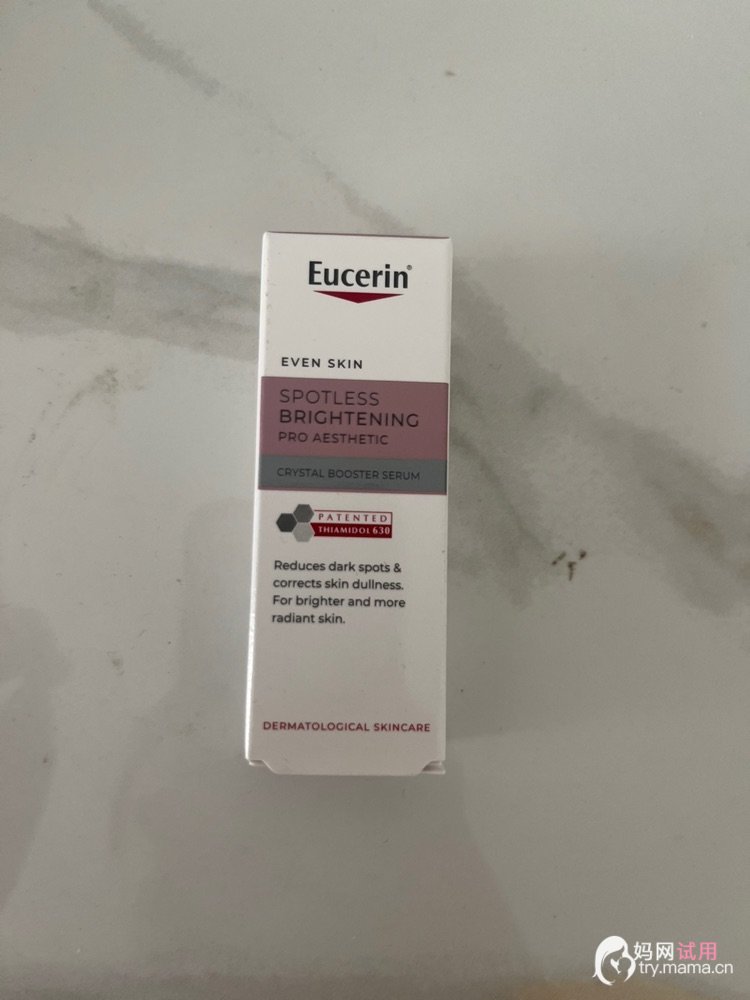 Eucerin®
EVEN SKIN
SPOTLESS
BRIGHTENING
PRO AESTHETIC
CRYSTAL BOOSTER SERUM
PATENTED
THIAMIDOL 630
Reduces dark spots &
corrects skin dullness.
For brighter and more
radiant skin.
DERMATOLOGICAL SKINCARE
妈网试用
try.mama.cn